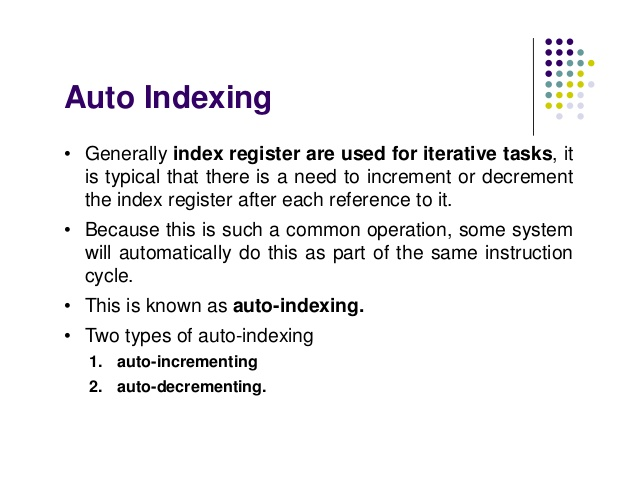 Auto Indexing
• Generally index register are used for iterative tasks, it
is typical that there is a need to increment or decrement
the index register after each reference to it.
• Because this is such a common operation, some system
will automatically do this as part of the same instruction
cycle.
• This is known as auto-indexing.
• Two types of auto-indexing
1. auto-incrementing
2. auto-decrementing.